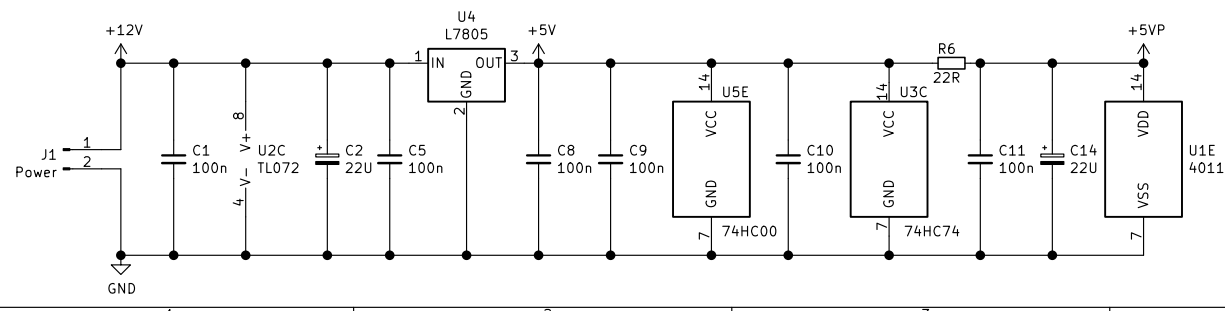 +12V
U4
L7805
+5V
+5VP
1
IN
OUT
3
GND
2
R6
22R
14
U5E
VCC
GND
7
74HC00
14
U3C
VCC
GND
7
74HC74
14
VDD
U1E
4011
VSS
7
J1
Power
1
2
C1
100n
8
V+
U2C
TL072
V-
4
+
C2
22U
C5
100n
C8
100n
C9
100n
C10
100n
C11
100n
+
C14
22U
GND
2
3